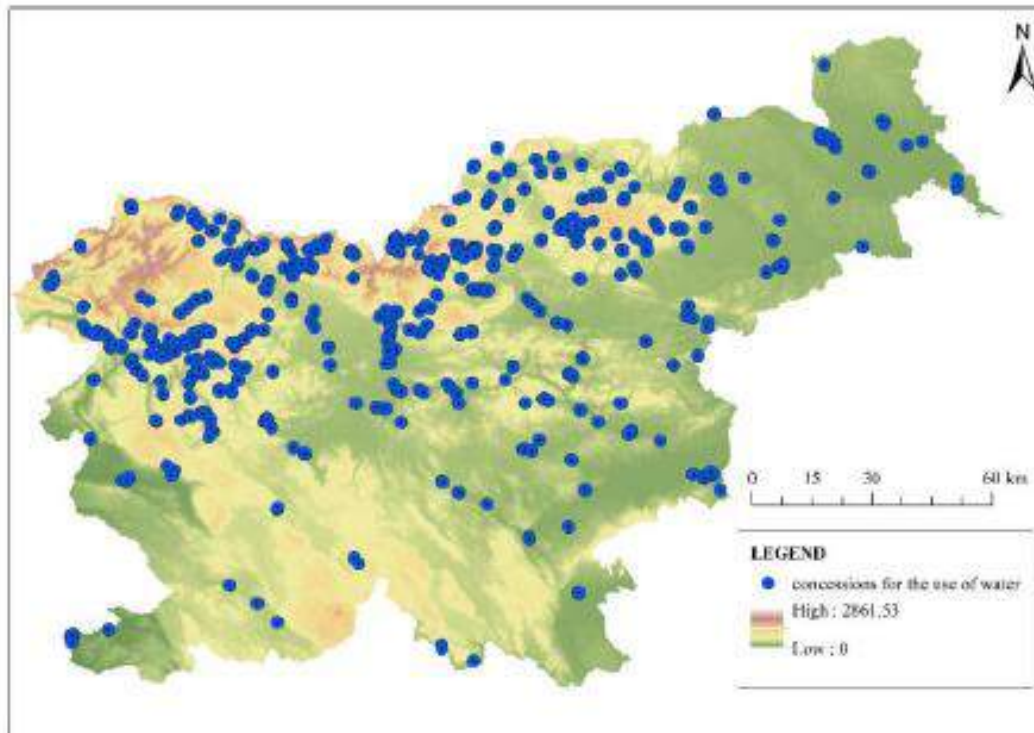 N
0 15 30 60 km
LEGEND
concessions for the use of water
High : 2861,53
Low : 0